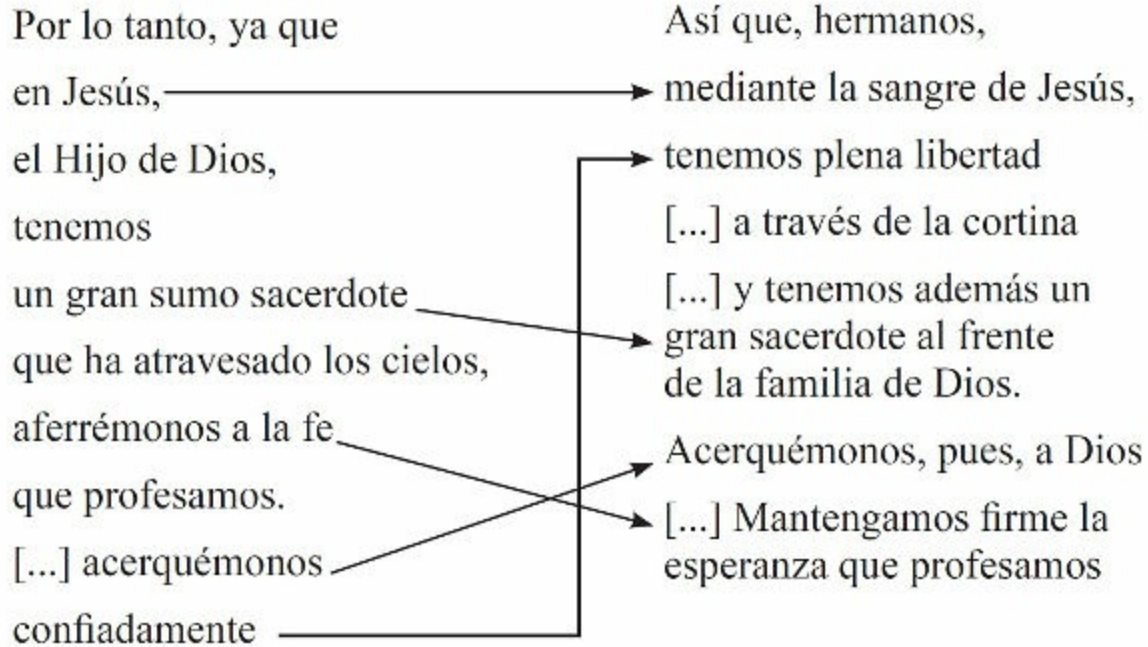 Por lo tanto, ya que
en Jesús,
el Hijo de Dios,
tenemos
un gran sumo sacerdote
que ha atravesado los cielos,
aferrémonos a la fe
que profesamos.
[...] acerquémonos
confiadamente
Así que, hermanos,
mediante la sangre de Jesús,
tenemos plena libertad
[...] a través de la cortina
[...] y tenemos además un
gran sacerdote al frente
de la familia de Dios.
Acerquémonos, pues, a Dios
[...] Mantengamos firme la
esperanza que profesamos